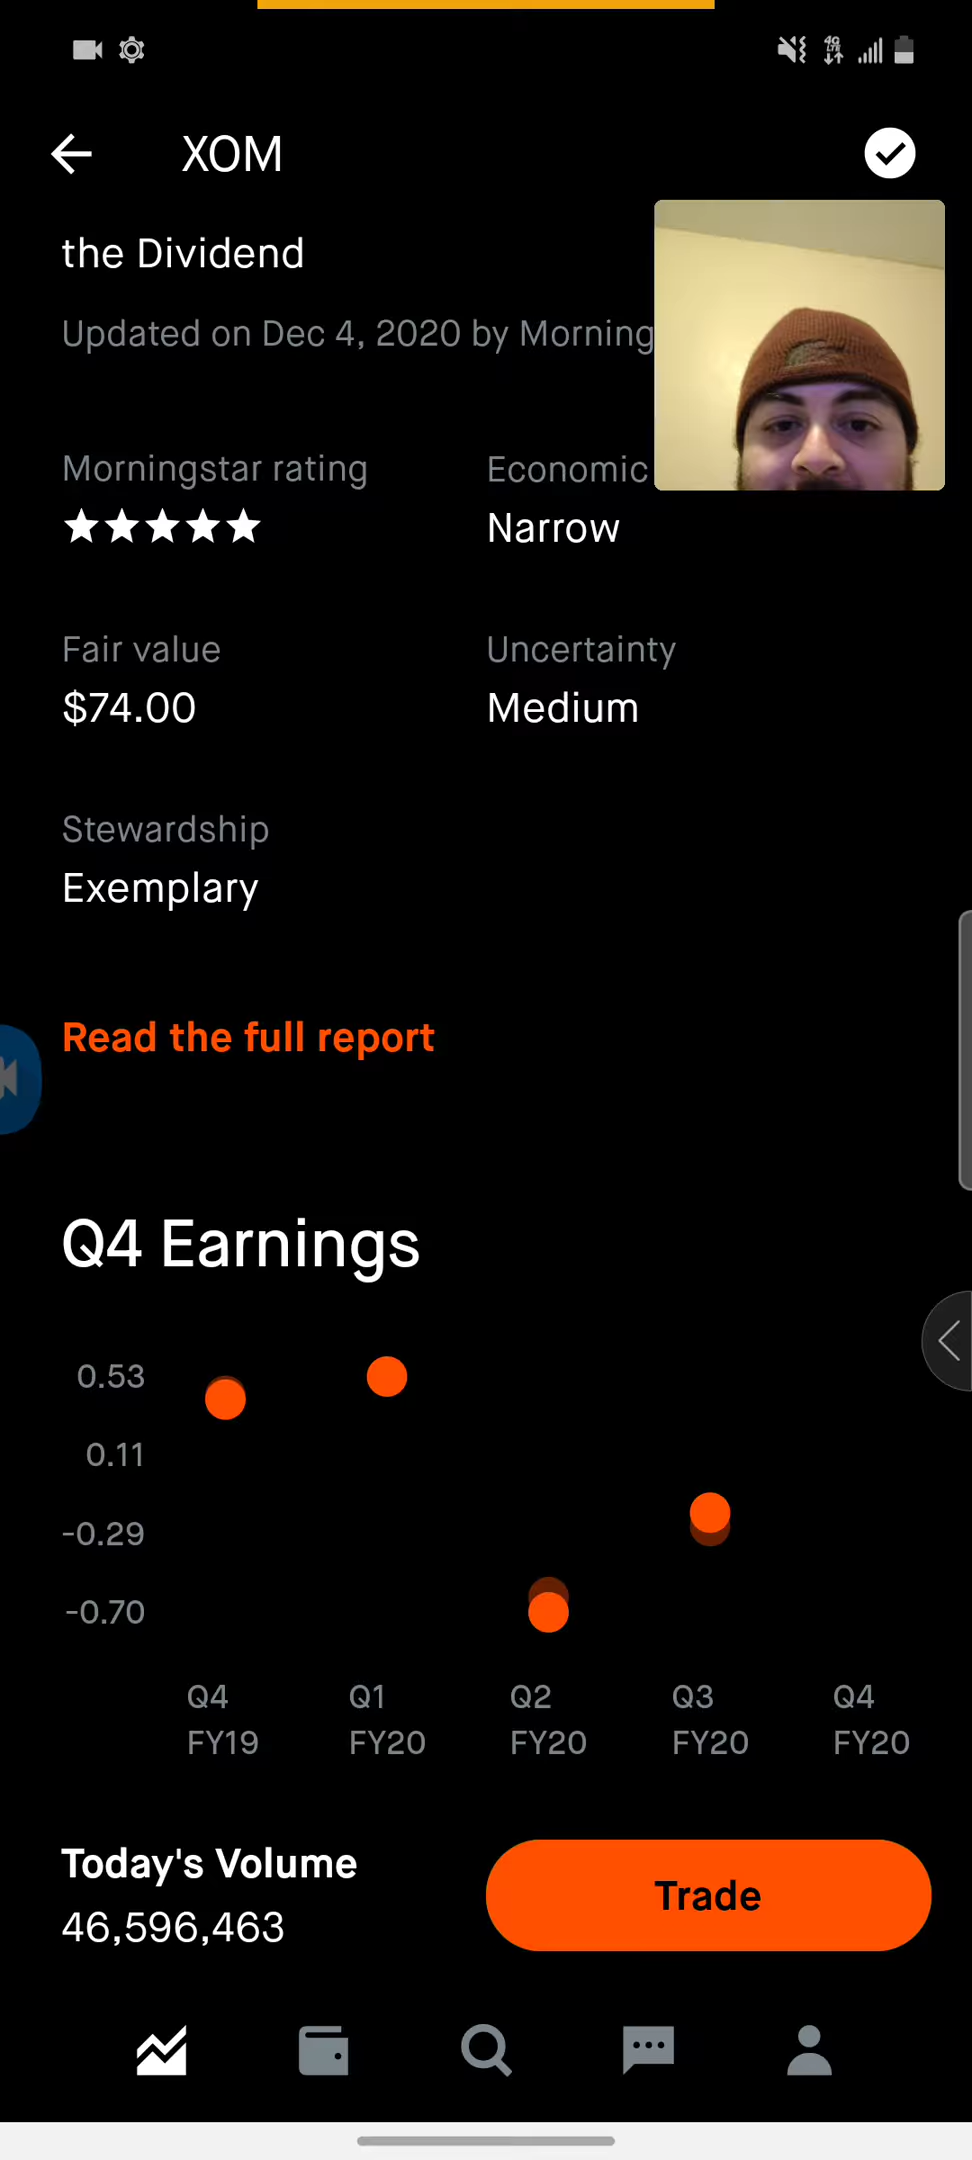 4G LTE
XOM
the Dividend
Updated on Dec 4, 2020 by Morning
Morningstar rating
Economic
Narrow
Fair value
Uncertainty
$74.00
Medium
Stewardship
Exemplary
Read the full report
Q4 Earnings
0.53
0.11
-0.29
-0.70
Q4 Q1 Q2 Q3 Q4
FY19 FY20 FY20 FY20 FY20
Today's Volume
46,596,463
Trade